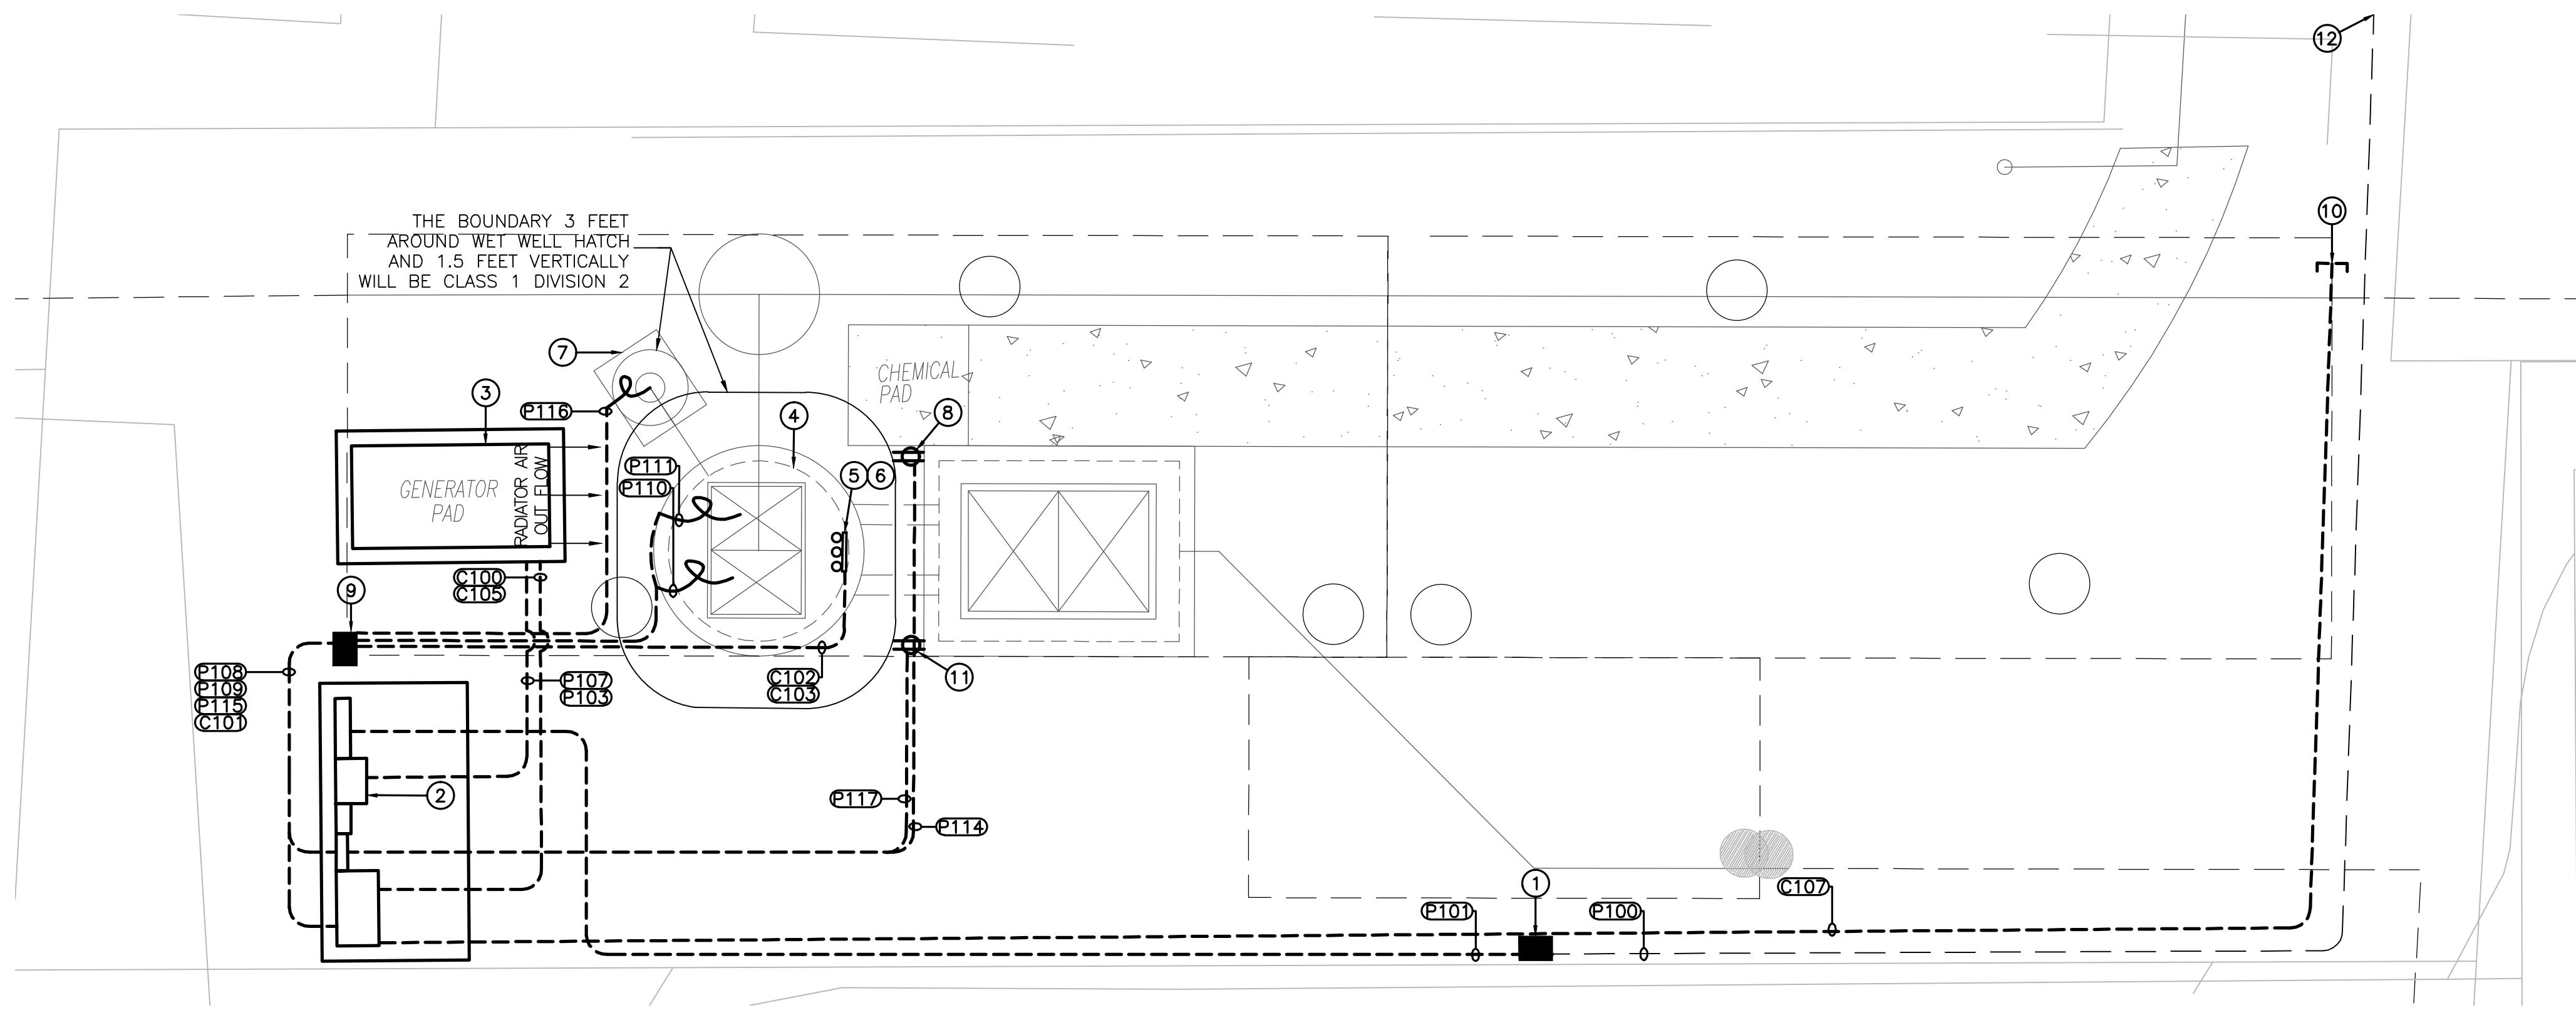 12
10
THE BOUNDARY 3 FEET
AROUND WET WELL HATCH
AND 1.5 FEET VERTICALLY
WILL BE CLASS 1 DIVISION 2
7
CHEMICAL
PAD
3
P116
4
8
GENERATOR
PAD
RADIATOR AIR
OUT FLOW
P111
P110
5 6
C100
C105
9
P108
P109
P115
C101
P107
P103
C102
C103
11
2
P117
P114
1
P101
P100
C107